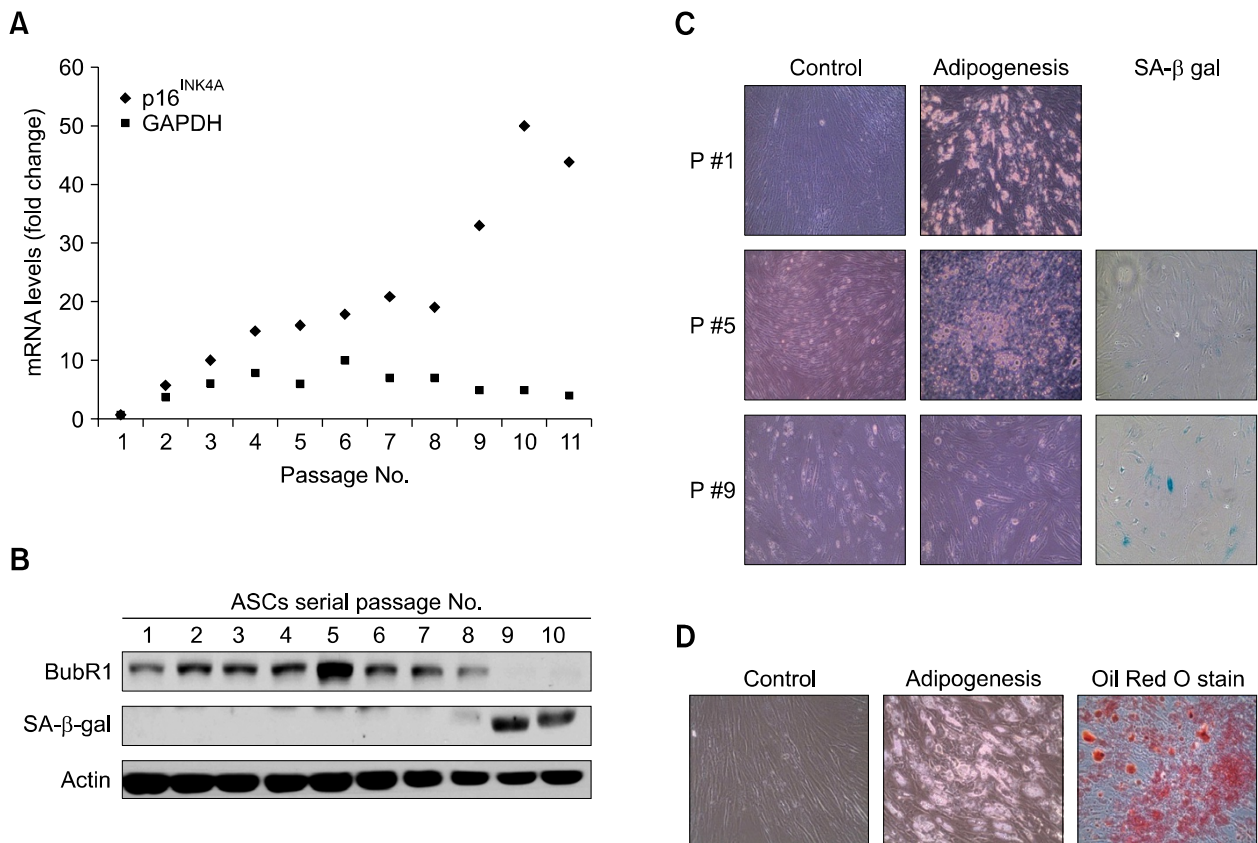 A
60
50
40
30
20
10
0
mRNA levels (fold change)
p16^INK4A
GAPDH
1 2 3 4 5 6 7 8 9 10 11
Passage No.
B
ASCs serial passage No.
1 2 3 4 5 6 7 8 9 10
BubR1
SA-β-gal
Actin
C
Control Adipogenesis SA-β gal
P #1
P #5
P #9
D
Control Adipogenesis Oil Red O stain